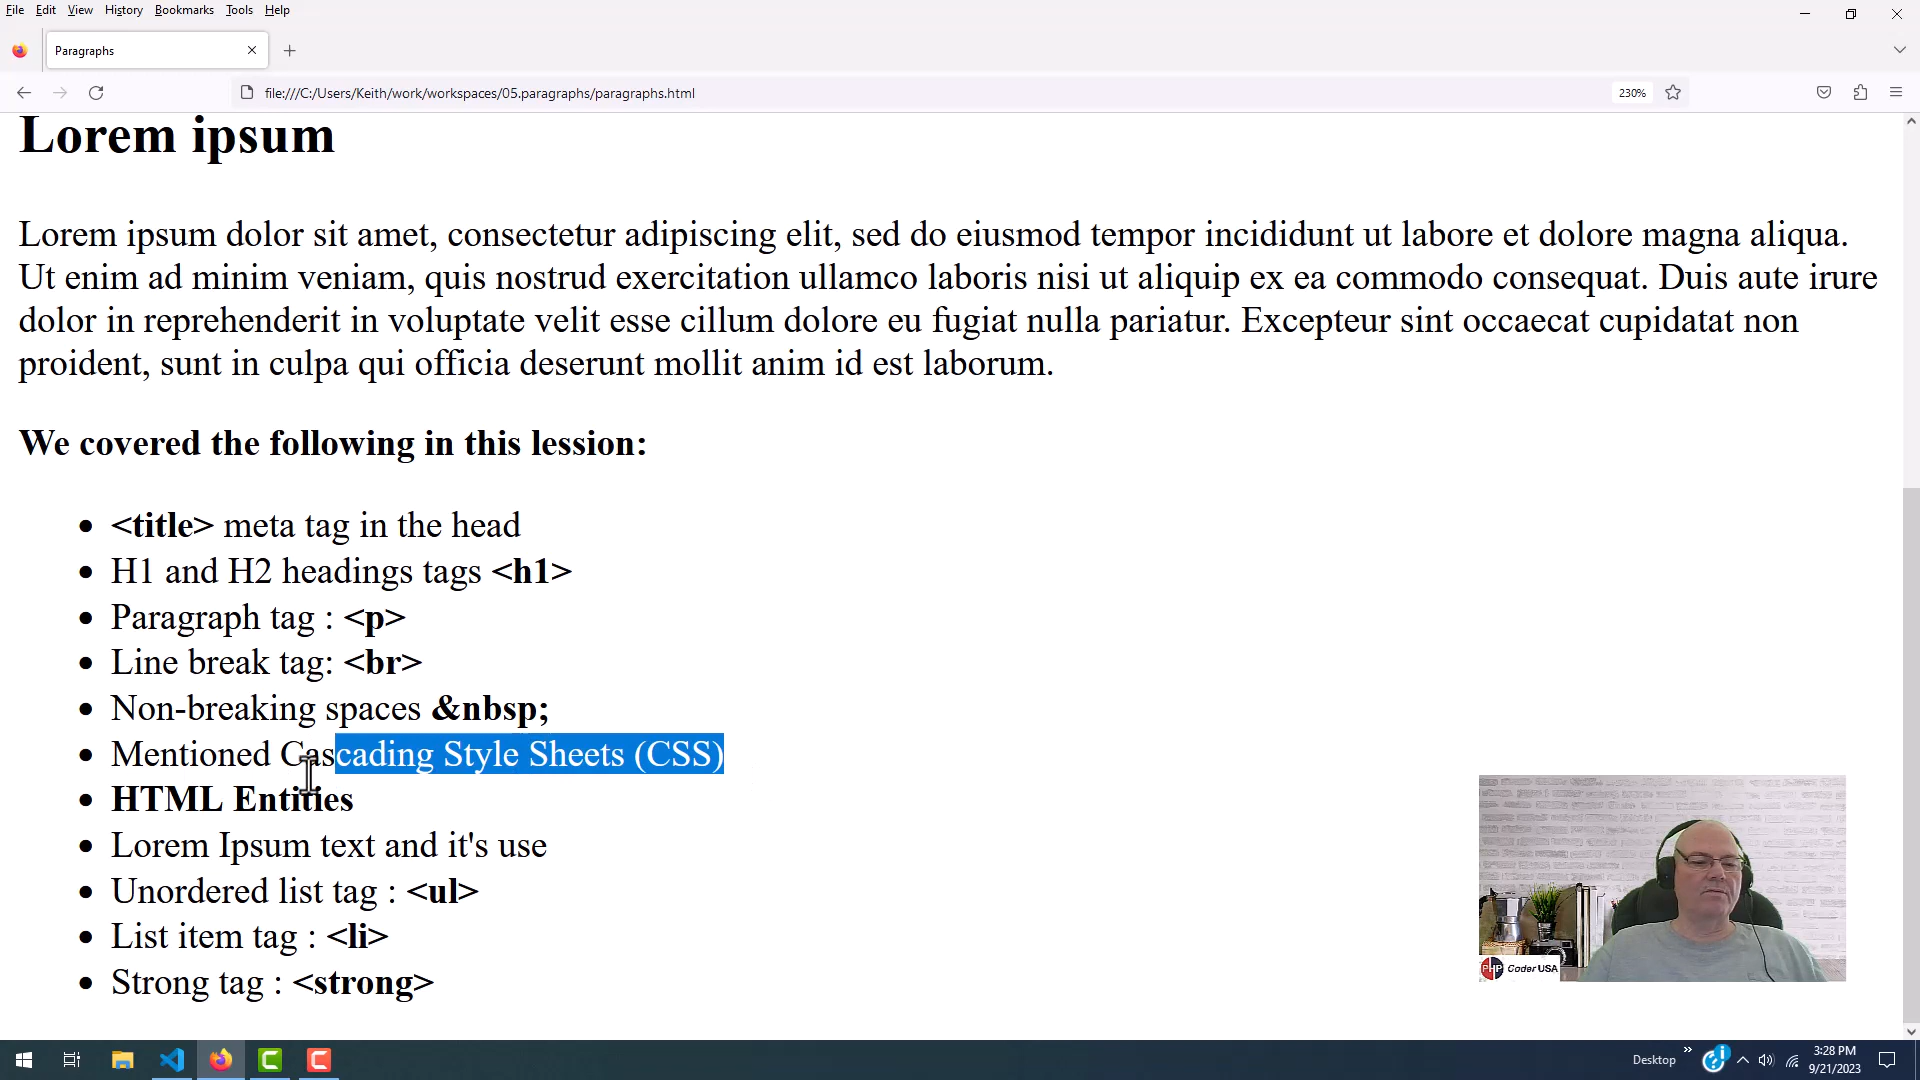 File Edit View History Bookmarks Tools Help
Paragraphs
file:///C:/Users/Keith/work/workspaces/05.paragraphs/paragraphs.html
230%
Lorem ipsum
Lorem ipsum dolor sit amet, consectetur adipiscing elit, sed do eiusmod tempor incididunt ut labore et dolore magna aliqua.
Ut enim ad minim veniam, quis nostrud exercitation ullamco laboris nisi ut aliquip ex ea commodo consequat. Duis aute irure
dolor in reprehenderit in voluptate velit esse cillum dolore eu fugiat nulla pariatur. Excepteur sint occaecat cupidatat non
proident, sunt in culpa qui officia deserunt mollit anim id est laborum.
We covered the following in this lession:
• <title> meta tag in the head
• H1 and H2 headings tags <h1>
• Paragraph tag : <p>
• Line break tag: <br>
• Non-breaking spaces &nbsp;
• Mentioned Cascading Style Sheets (CSS)
• HTML Entities
• Lorem Ipsum text and it's use
• Unordered list tag : <ul>
• List item tag : <li>
• Strong tag : <strong>
PHP Coder USA
Desktop
3:28 PM
9/21/2023